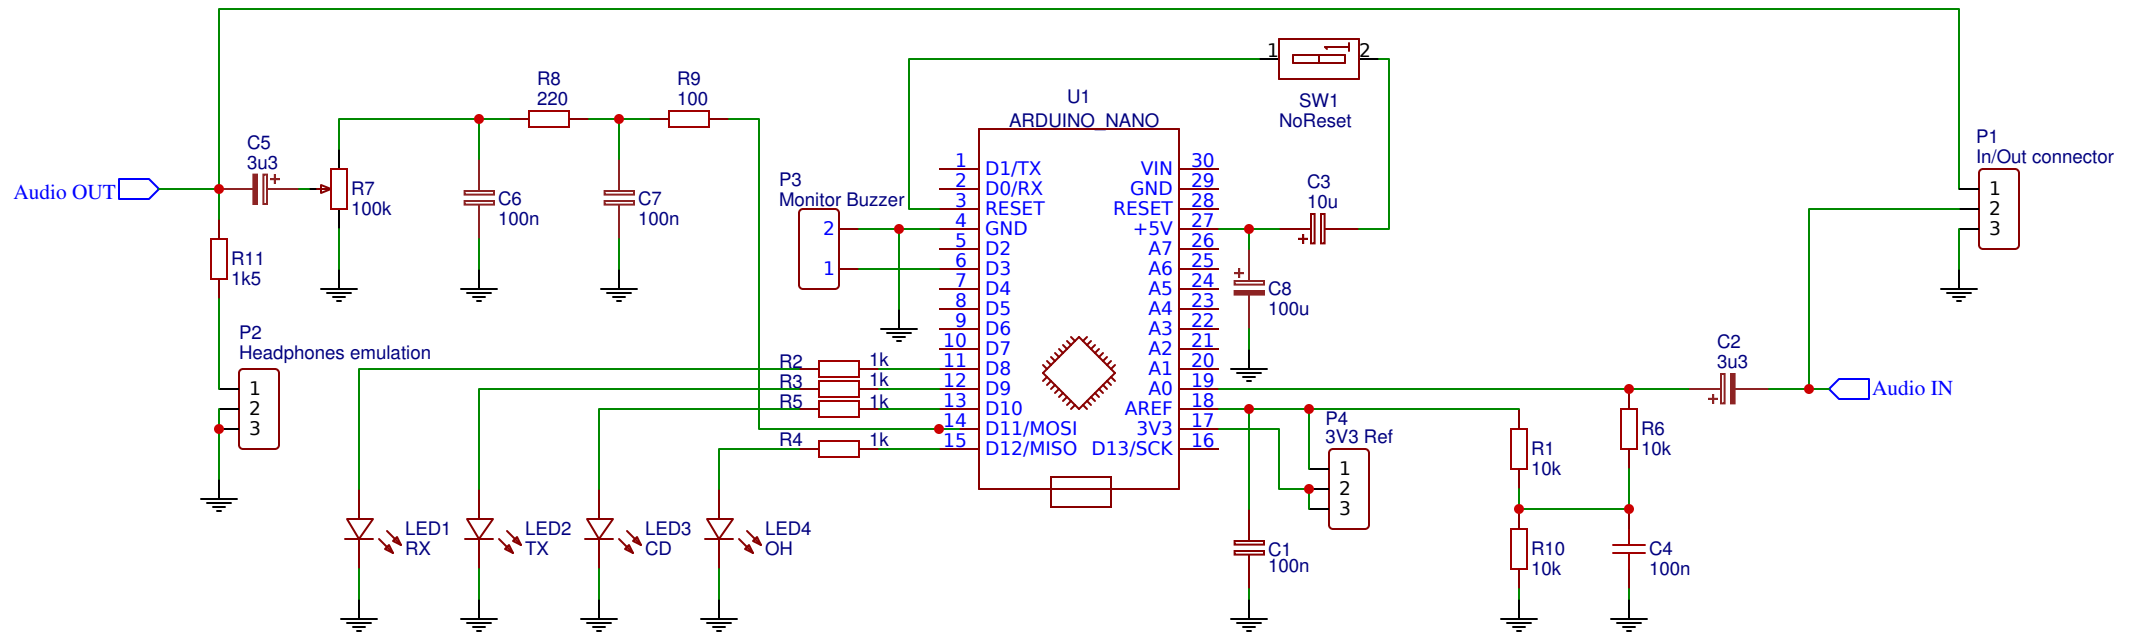 Audio OUT
C5
3u3
+
R7
100k
R8
220
R9
100
C6
100n
C7
100n
R11
1k5
P2
Headphones emulation
1
2
3
P3
Monitor Buzzer
2
1
U1
ARDUINO_NANO
1 D1/TX VIN 30
2 D0/RX GND 29
3 RESET RESET 28
4 GND +5V 27
5 D2 A7 26
6 D3 A6 25
7 D4 A5 24
8 D5 A4 23
9 D6 A3 22
10 D7 A2 21
11 D8 A1 20
12 D9 A0 19
13 D10 AREF 18
14 D11/MOSI 3V3 17
15 D12/MISO D13/SCK 16
1 2
SW1
NoReset
C3
10u
+
+
C8
100u
P1
In/Out connector
1
2
3
C2
3u3
+
Audio IN
R2 1k
R3 1k
R5 1k
R4 1k
P4
3V3 Ref
1
2
3
R1
10k
R6
10k
LED1
RX
LED2
TX
LED3
CD
LED4
OH
C1
100n
R10
10k
C4
100n